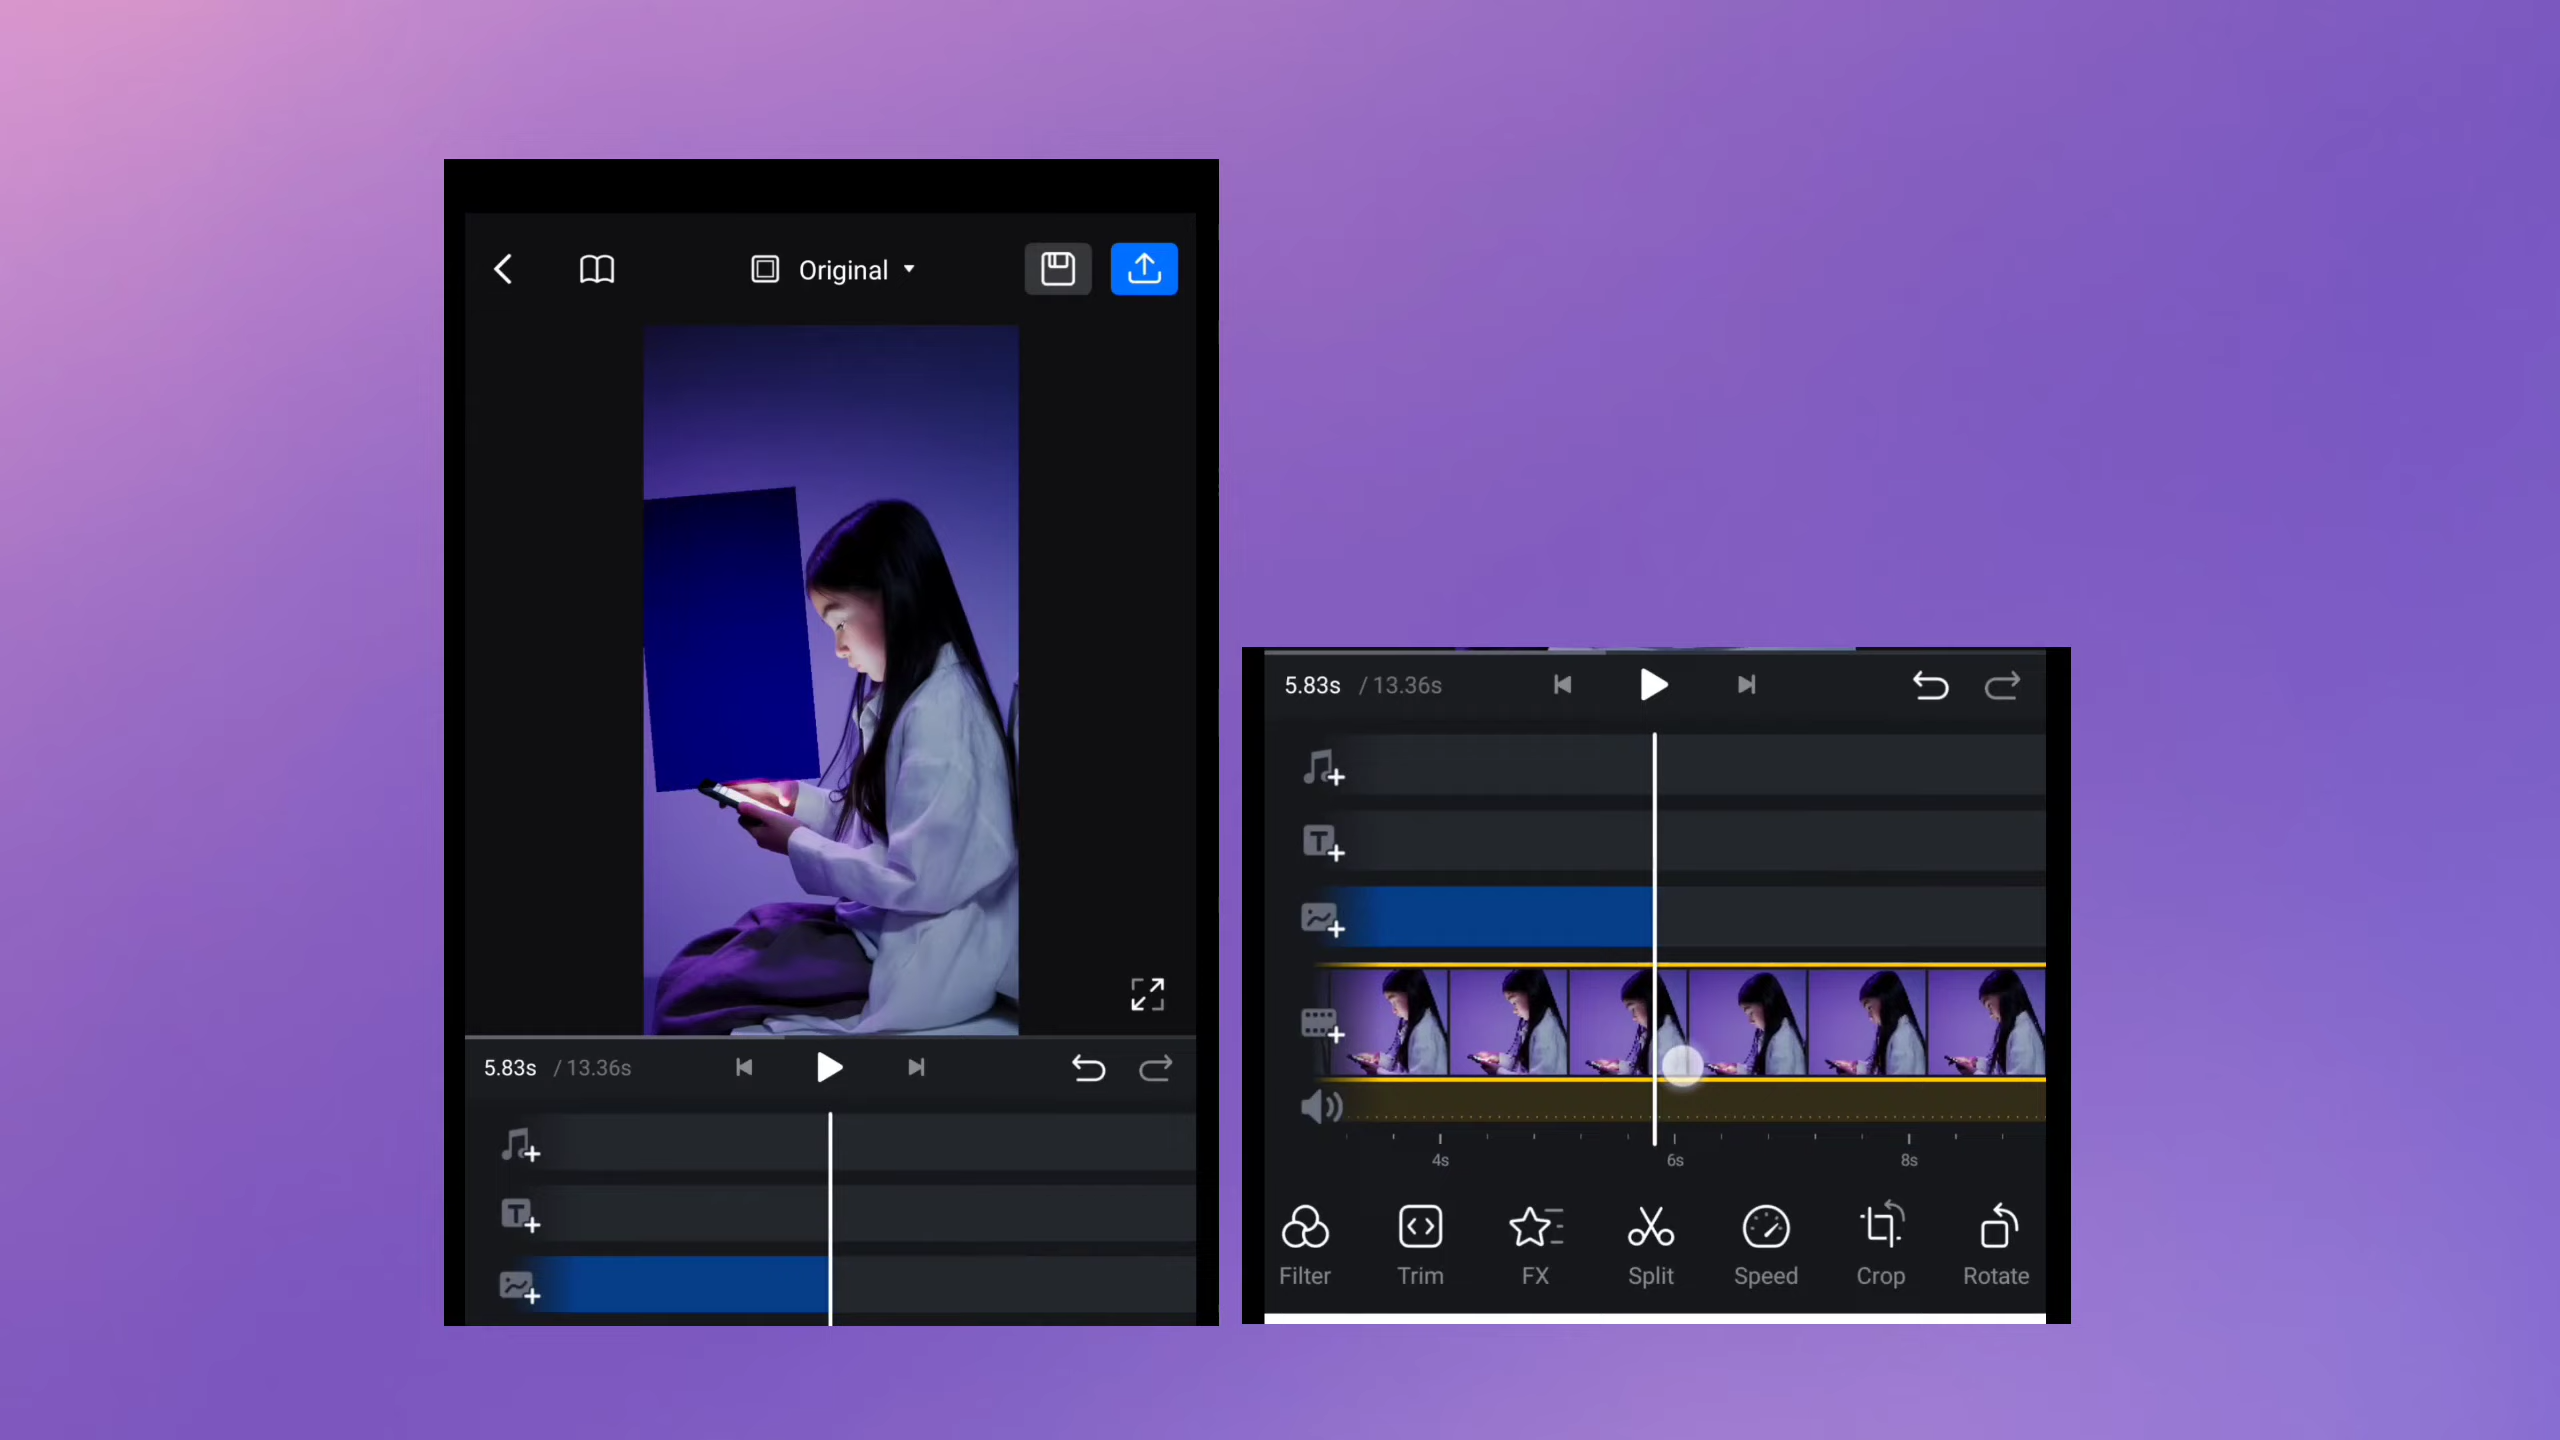 Original
5.83s / 13.36s
T
5.83s / 13.36s
T
4s 6s 8s
Filter Trim FX Split Speed Crop Rotate